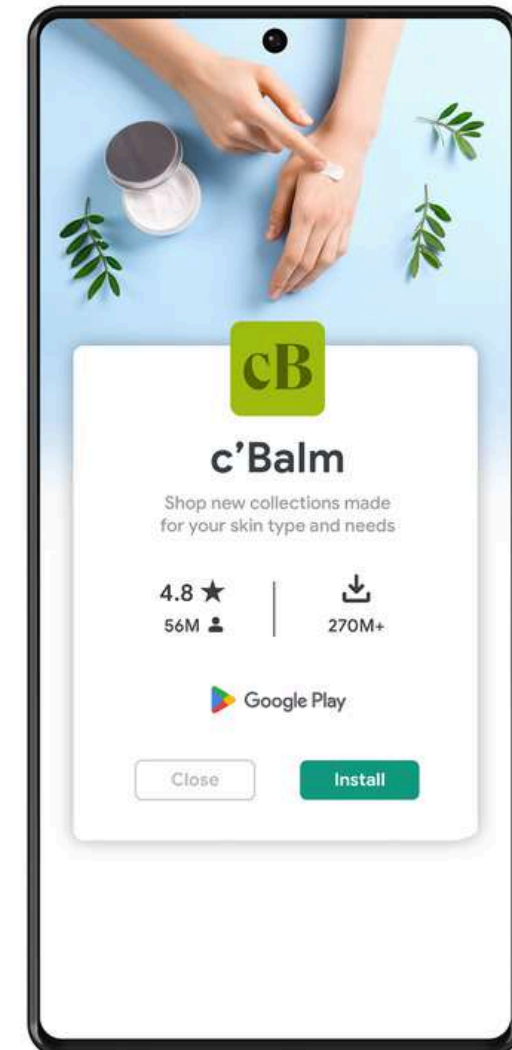 cB
c’Balm
Shop new collections made
for your skin type and needs
4.8 ★
56M
270M+
Google Play
Close
Install